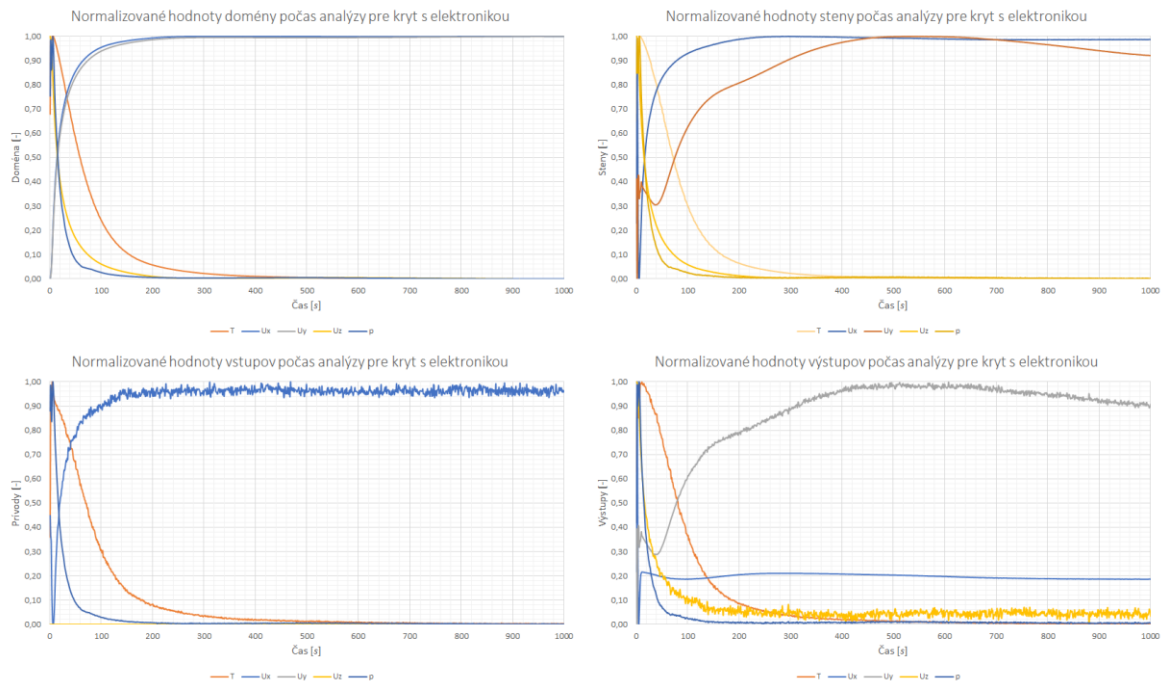 Normalizované hodnoty domény počas analýzy pre kryt s elektronikou
1,00
0,90
0,80
0,70
0,60
0,50
0,40
0,30
0,20
0,10
0,00
Doména [-]
0 100 200 300 400 500 600 700 800 900 1000
Čas [s]
T Ux Uy Uz p
Normalizované hodnoty steny počas analýzy pre kryt s elektronikou
1,00
0,90
0,80
0,70
0,60
0,50
0,40
0,30
0,20
0,10
0,00
Steny [-]
0 100 200 300 400 500 600 700 800 900 1000
Čas [s]
T Ux Uy Uz p
Normalizované hodnoty vstupov počas analýzy pre kryt s elektronikou
1,00
0,90
0,80
0,70
0,60
0,50
0,40
0,30
0,20
0,10
0,00
Prívody [-]
0 100 200 300 400 500 600 700 800 900 1000
Čas [s]
T Ux Uy Uz p
Normalizované hodnoty výstupov počas analýzy pre kryt s elektronikou
1,00
0,90
0,80
0,70
0,60
0,50
0,40
0,30
0,20
0,10
0,00
Výstupy [-]
0 100 200 300 400 500 600 700 800 900 1000
Čas [s]
T Ux Uy Uz p